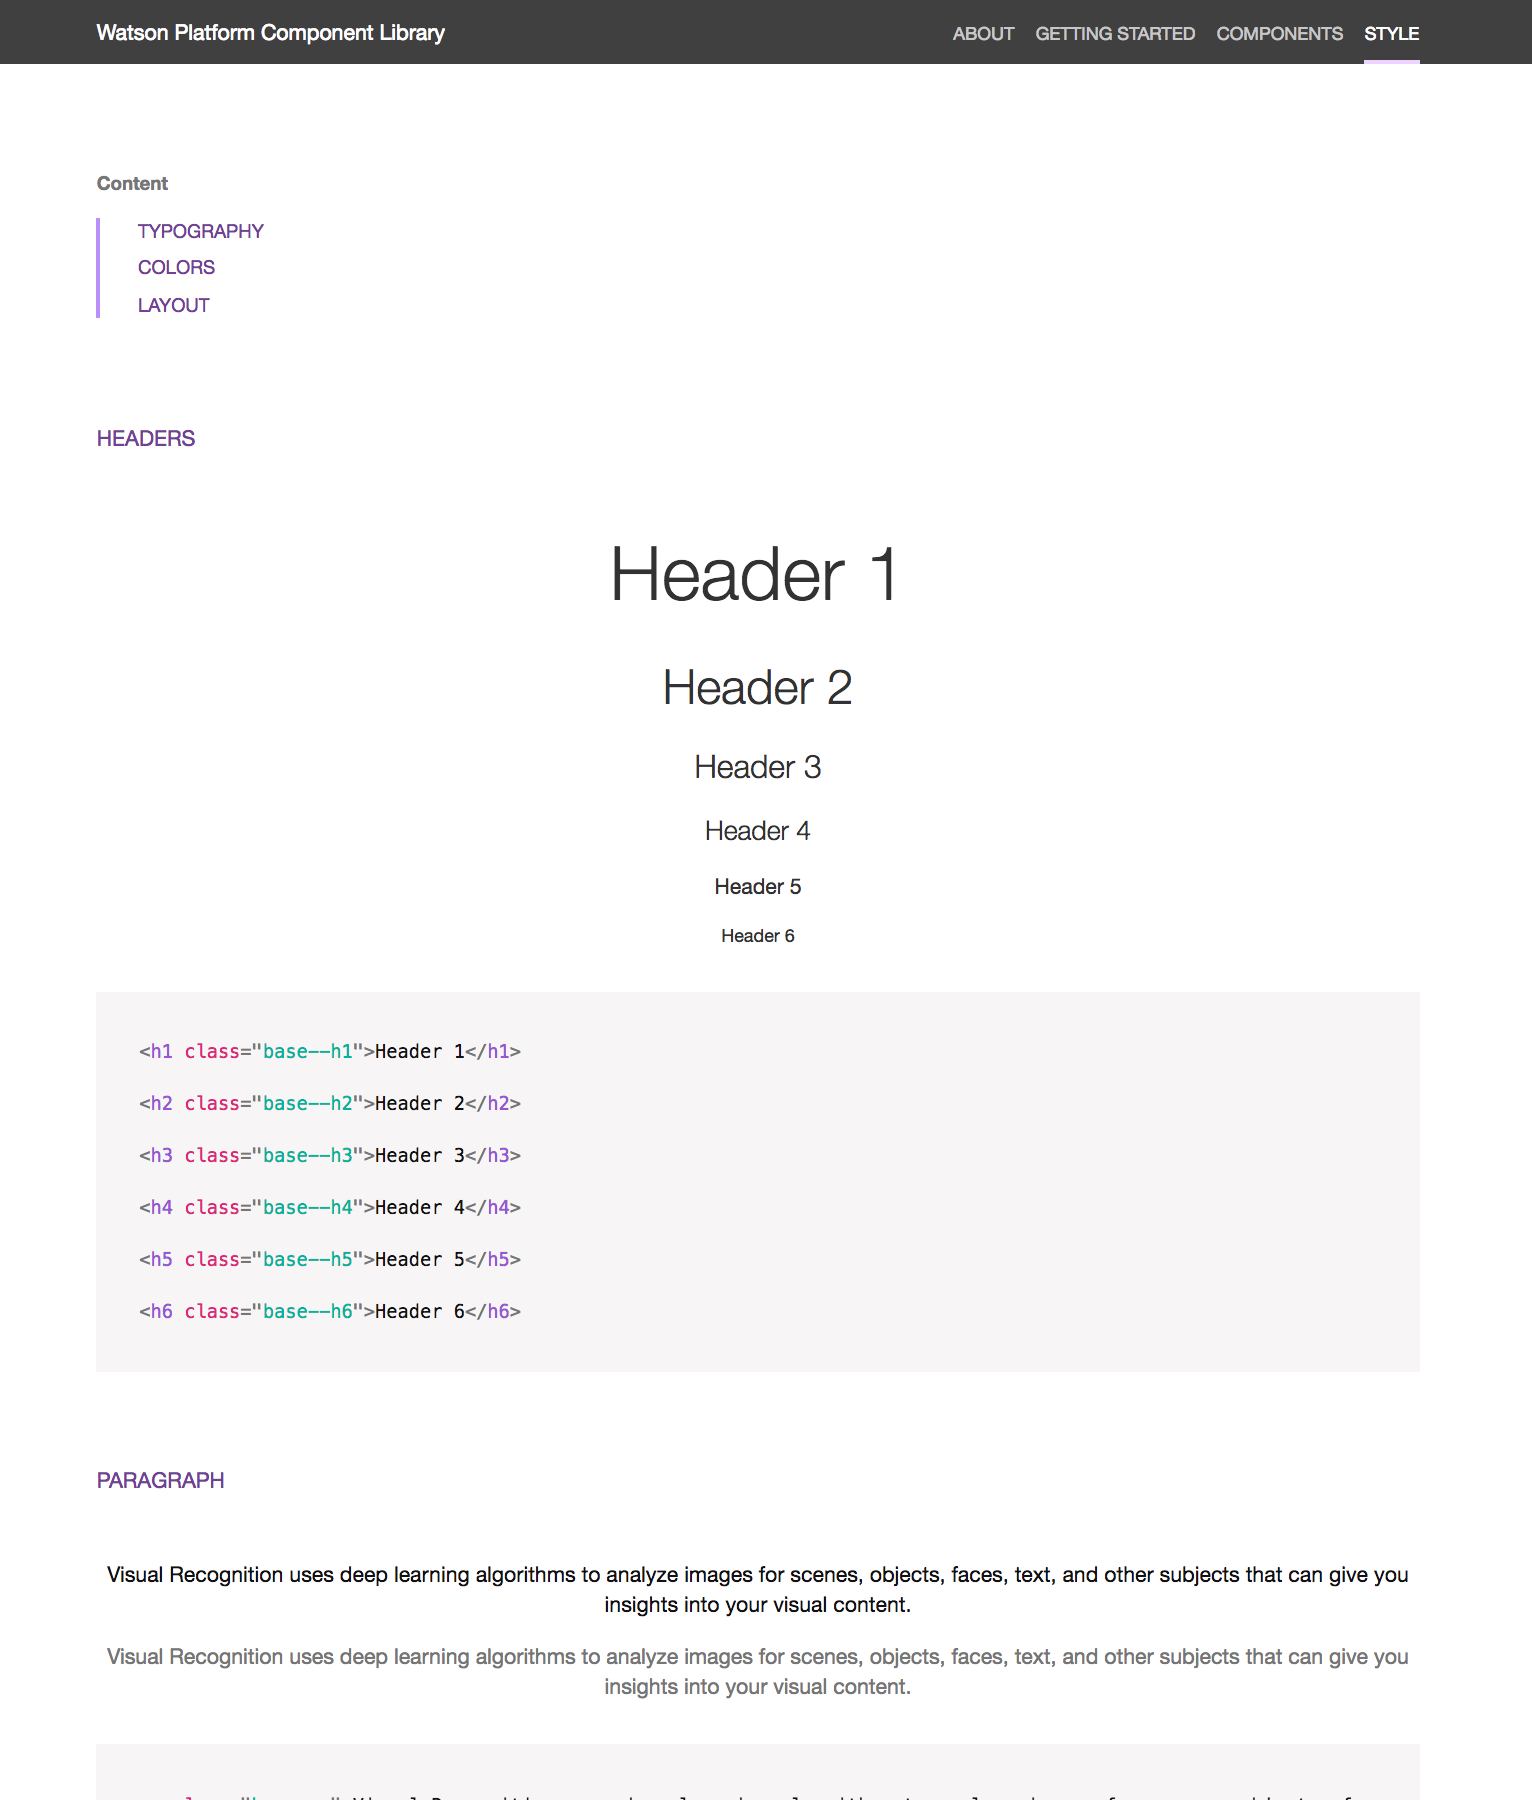 Watson Platform Component Library
ABOUT GETTING STARTED COMPONENTS STYLE
Content
TYPOGRAPHY
COLORS
LAYOUT
HEADERS
Header 1
Header 2
Header 3
Header 4
Header 5
Header 6
<h1 class="base--h1">Header 1</h1>
<h2 class="base--h2">Header 2</h2>
<h3 class="base--h3">Header 3</h3>
<h4 class="base--h4">Header 4</h4>
<h5 class="base--h5">Header 5</h5>
<h6 class="base--h6">Header 6</h6>
PARAGRAPH
Visual Recognition uses deep learning algorithms to analyze images for scenes, objects, faces, text, and other subjects that can give you
insights into your visual content.
Visual Recognition uses deep learning algorithms to analyze images for scenes, objects, faces, text, and other subjects that can give you
insights into your visual content.